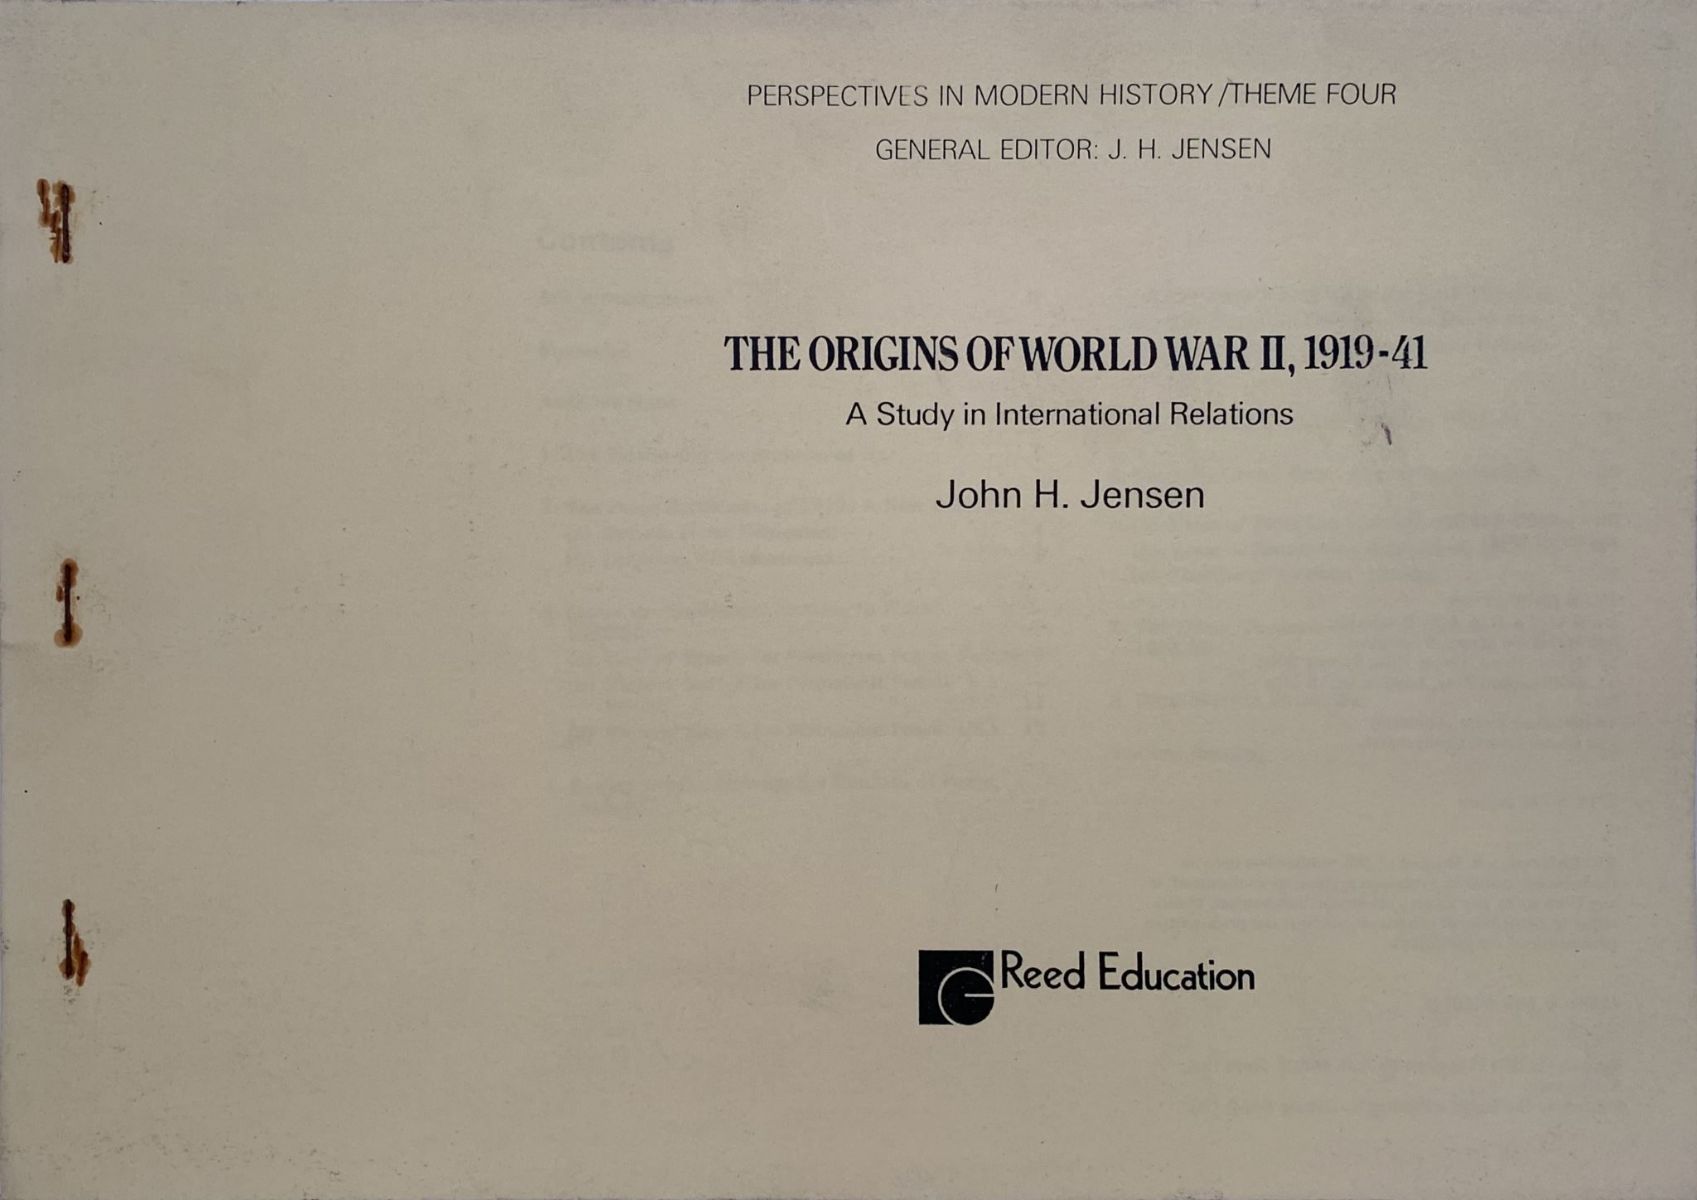 PERSPECTIVES IN MODERN HISTORY/THEME FOUR
GENERAL EDITOR: J. H. JENSEN
THE ORIGINS OF WORLD WAR II, 1919-41
A Study in International Relations
John H. Jensen
Reed Education